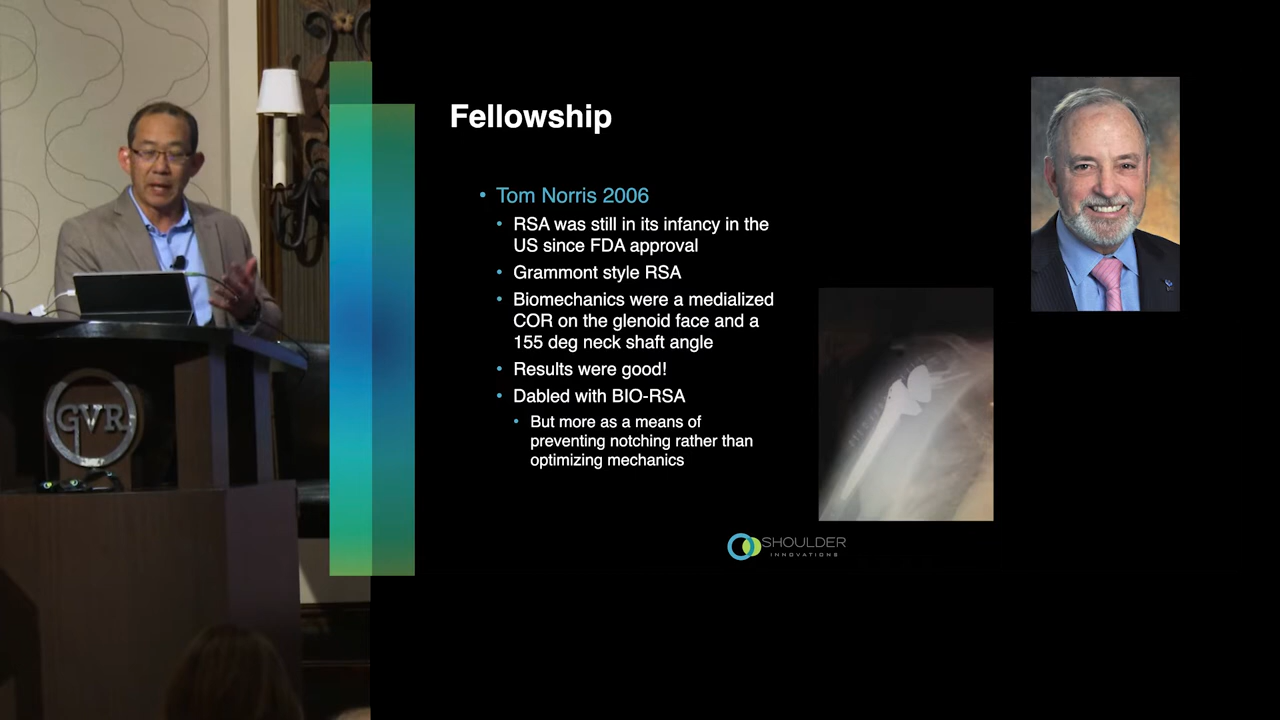 Fellowship
• Tom Norris 2006
• RSA was still in its infancy in the
US since FDA approval
• Grammont style RSA
• Biomechanics were a medialized
COR on the glenoid face and a
155 deg neck shaft angle
• Results were good!
• Dabled with BIO-RSA
• But more as a means of
preventing notching rather than
optimizing mechanics
SHOULDER
INNOVATIONS
GVR